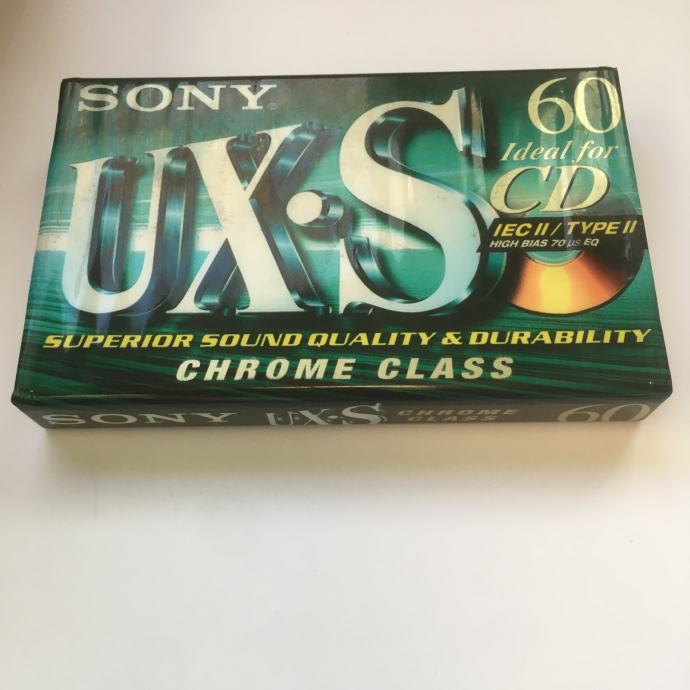 SONY
60
Ideal for
CD
UX·S
IEC II / TYPE II
HIGH BIAS 70 µs EQ
SUPERIOR SOUND QUALITY & DURABILITY
CHROME CLASS
SONY UX·S CHROME CLASS 60